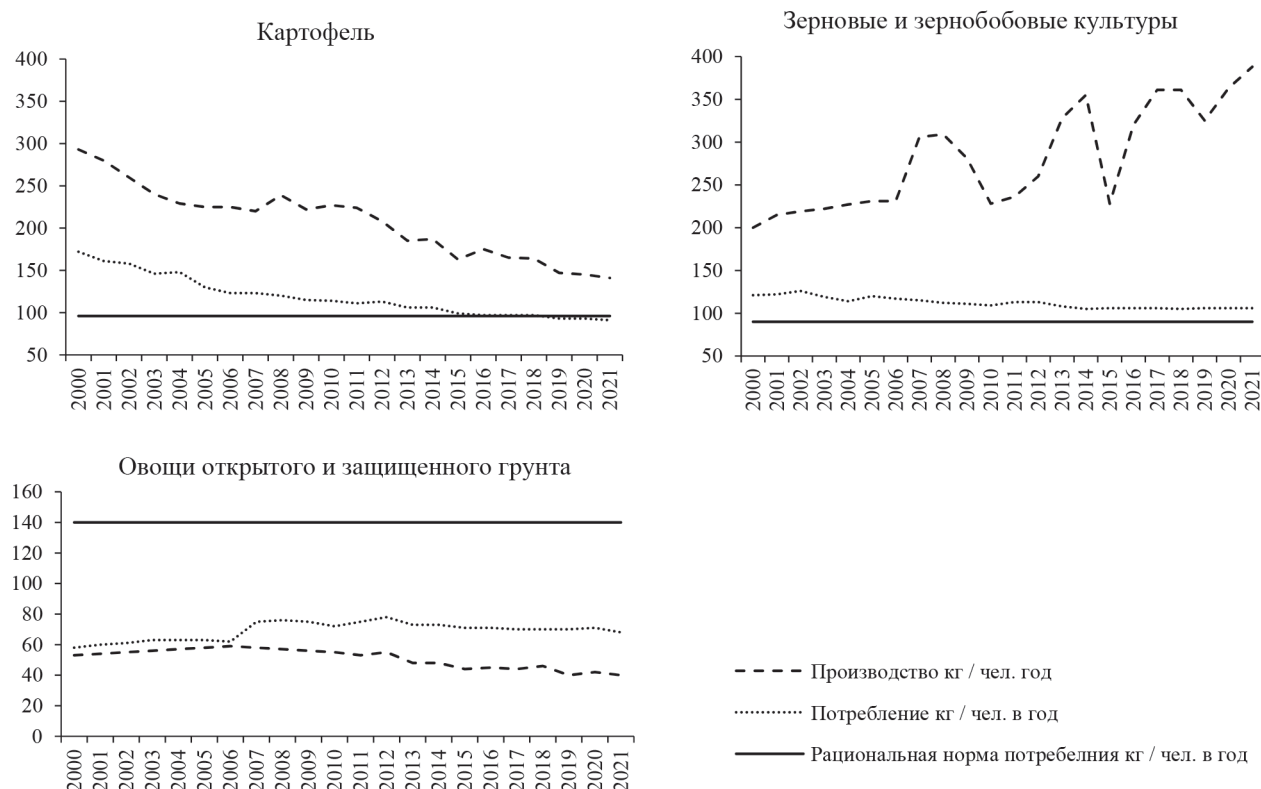 Картофель
400
350
300
250
200
150
100
50
2000 2001 2002 2003 2004 2005 2006 2007 2008 2009 2010 2011 2012 2013 2014 2015 2016 2017 2018 2019 2020 2021
Зерновые и зернобобовые культуры
400
350
300
250
200
150
100
50
2000 2001 2002 2003 2004 2005 2006 2007 2008 2009 2010 2011 2012 2013 2014 2015 2016 2017 2018 2019 2020 2021
Овощи открытого и защищенного грунта
160
140
120
100
80
60
40
20
0
2000 2001 2002 2003 2004 2005 2006 2007 2008 2009 2010 2011 2012 2013 2014 2015 2016 2017 2018 2019 2020 2021
Производство кг / чел. год
Потребление кг / чел. в год
Рациональная норма потребелния кг / чел. в год